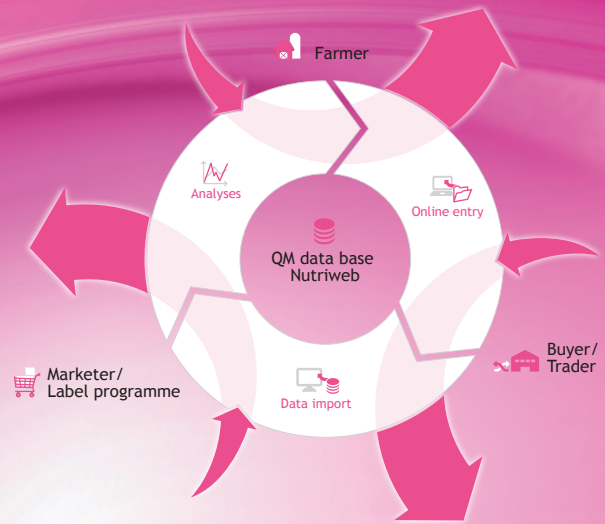 Farmer
Analyses
Online entry
QM data base
Nutriweb
Buyer/
Trader
Marketer/
Label programme
Data import